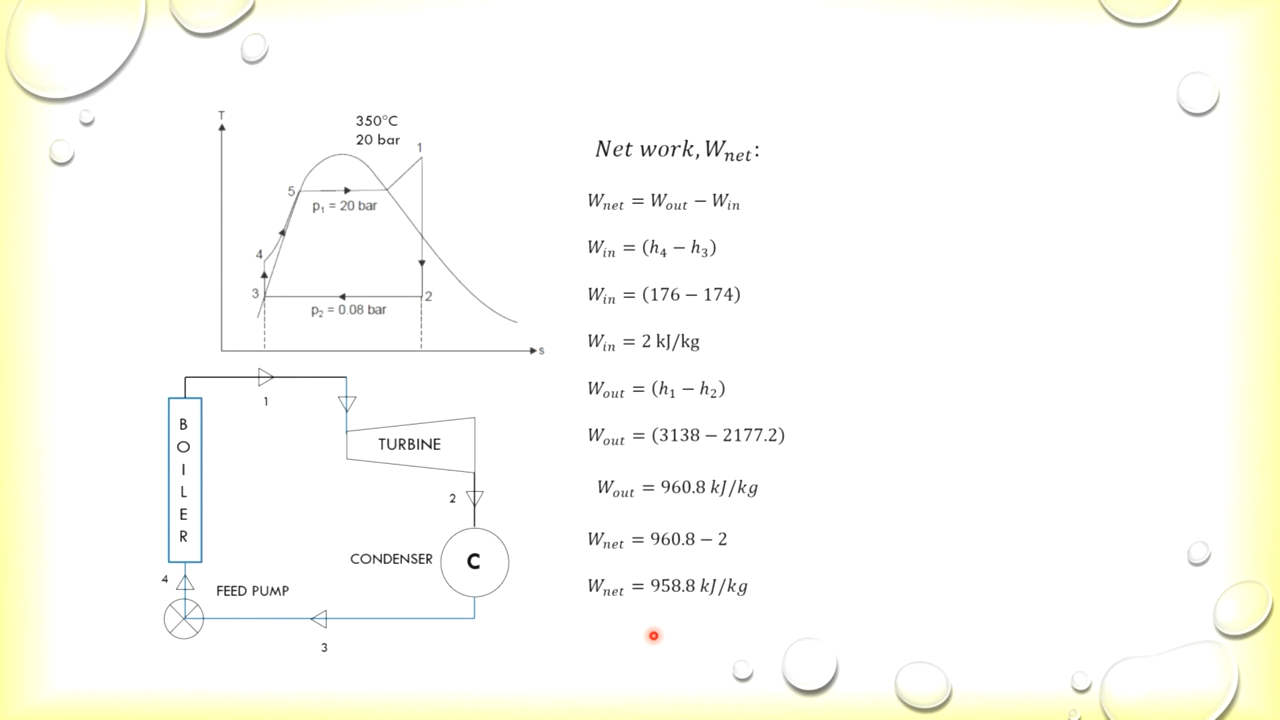 T
350°C
20 bar
1
5
p₁ = 20 bar
4
3
2
p₂ = 0.08 bar
s
1
BOILER
TURBINE
2
CONDENSER
C
4
FEED PUMP
3
Net work, W_net:
W_net = W_out − W_in
W_in = (h₄ − h₃)
W_in = (176 − 174)
W_in = 2 kJ/kg
W_out = (h₁ − h₂)
W_out = (3138 − 2177.2)
W_out = 960.8 kJ/kg
W_net = 960.8 − 2
W_net = 958.8 kJ/kg